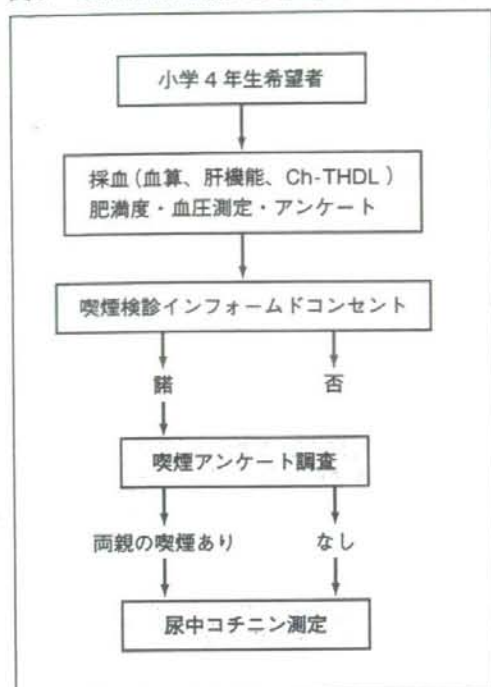 小学4年生希望者
採血(血算、肝機能、Ch-THDL)
肥満度・血圧測定・アンケート
喫煙検診インフォームドコンセント
諾 否
喫煙アンケート調査
両親の喫煙あり なし
尿中コチニン測定